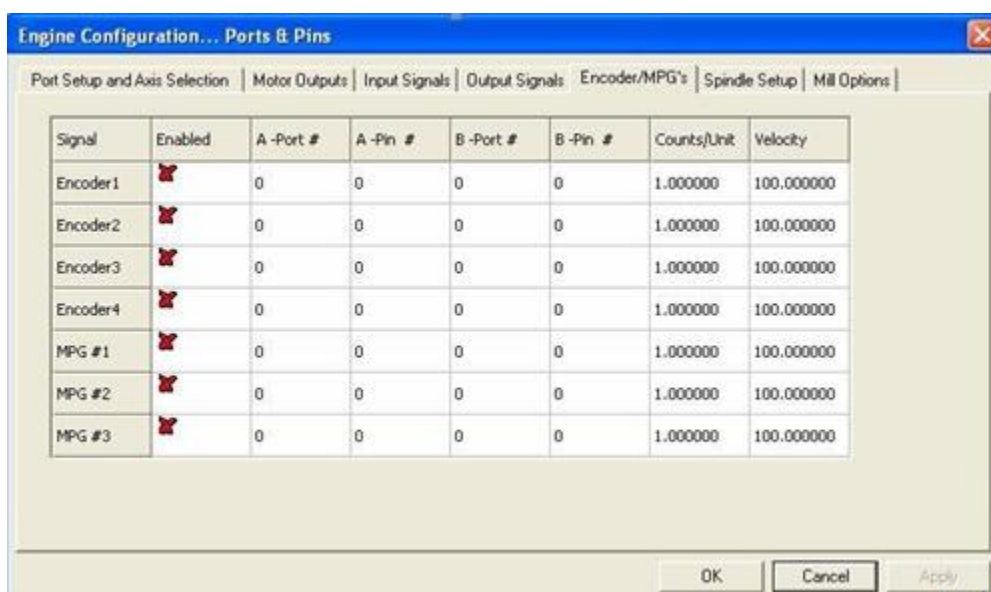 Engine Configuration... Ports & Pins
Port Setup and Axis Selection Motor Outputs Input Signals Output Signals Encoder/MPG's Spindle Setup Mill Options
Signal Enabled A -Port # A -Pin # B -Port # B -Pin # Counts/Unit Velocity
Encoder1 0 0 0 0 1.000000 100.000000
Encoder2 0 0 0 0 1.000000 100.000000
Encoder3 0 0 0 0 1.000000 100.000000
Encoder4 0 0 0 0 1.000000 100.000000
MPG #1 0 0 0 0 1.000000 100.000000
MPG #2 0 0 0 0 1.000000 100.000000
MPG #3 0 0 0 0 1.000000 100.000000
OK Cancel Apply